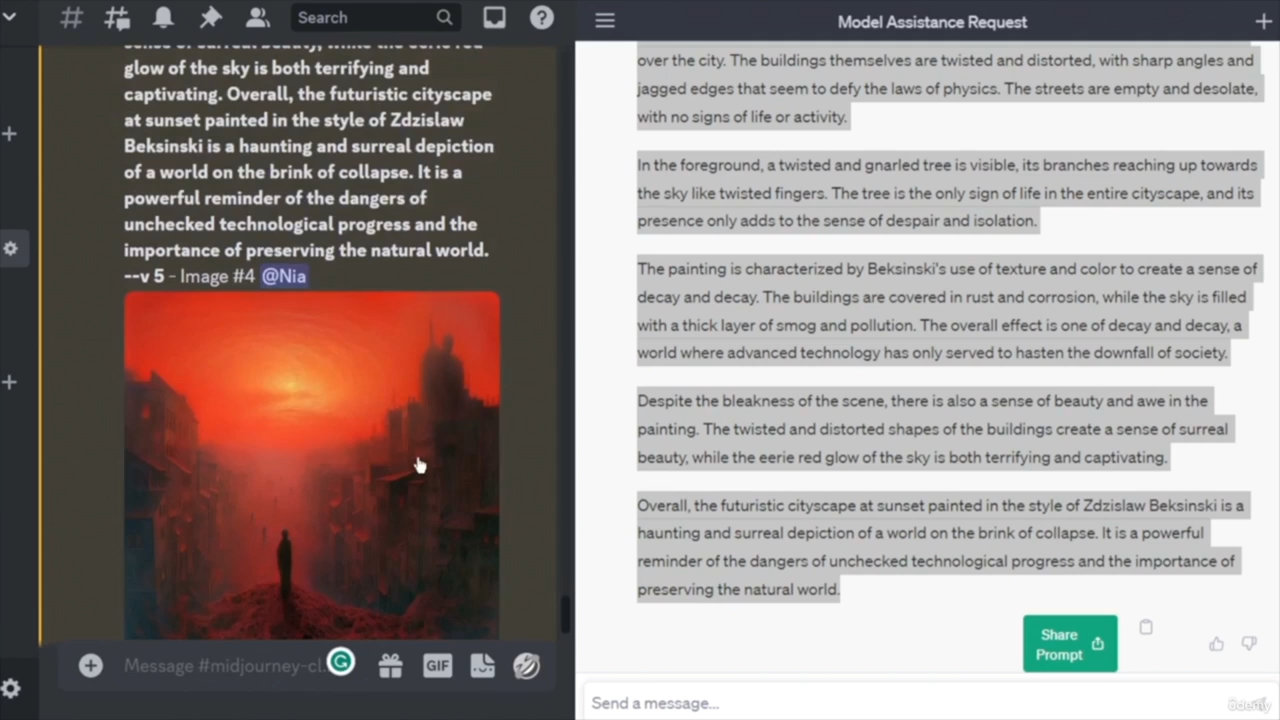 Search
sense of surreal beauty, while the eerie red
glow of the sky is both terrifying and
captivating. Overall, the futuristic cityscape
at sunset painted in the style of Zdzislaw
Beksinski is a haunting and surreal depiction
of a world on the brink of collapse. It is a
powerful reminder of the dangers of
unchecked technological progress and the
importance of preserving the natural world.
--v 5 - Image #4 @Nia
Message #midjourney-cl...
GIF
Model Assistance Request
over the city. The buildings themselves are twisted and distorted, with sharp angles and
jagged edges that seem to defy the laws of physics. The streets are empty and desolate,
with no signs of life or activity.
In the foreground, a twisted and gnarled tree is visible, its branches reaching up towards
the sky like twisted fingers. The tree is the only sign of life in the entire cityscape, and its
presence only adds to the sense of despair and isolation.
The painting is characterized by Beksinski's use of texture and color to create a sense of
decay and decay. The buildings are covered in rust and corrosion, while the sky is filled
with a thick layer of smog and pollution. The overall effect is one of decay and decay, a
world where advanced technology has only served to hasten the downfall of society.
Despite the bleakness of the scene, there is also a sense of beauty and awe in the
painting. The twisted and distorted shapes of the buildings create a sense of surreal
beauty, while the eerie red glow of the sky is both terrifying and captivating.
Overall, the futuristic cityscape at sunset painted in the style of Zdzislaw Beksinski is a
haunting and surreal depiction of a world on the brink of collapse. It is a powerful
reminder of the dangers of unchecked technological progress and the importance of
preserving the natural world.
Share
Prompt
Send a message...
ûdemy